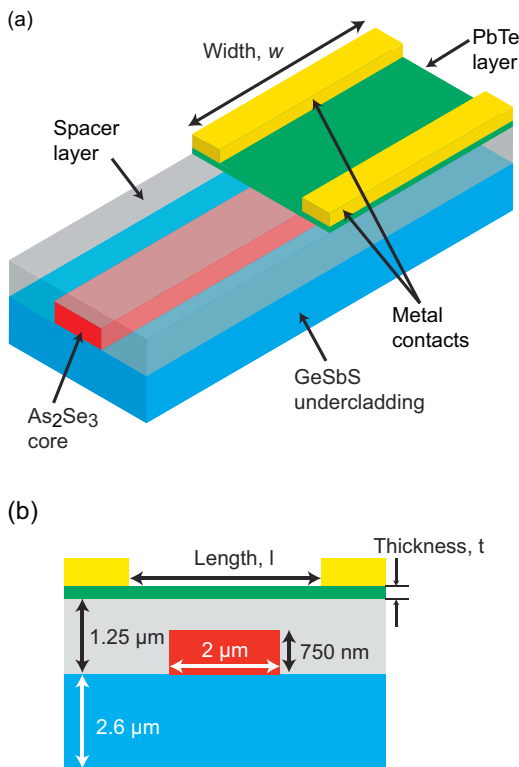 (a)
PbTe
layer
Width, w
Spacer
layer
Metal
contacts
GeSbS
undercladding
As₂Se₃
core
(b)
Thickness, t
Length, l
1.25 μm
2 μm
750 nm
2.6 μm